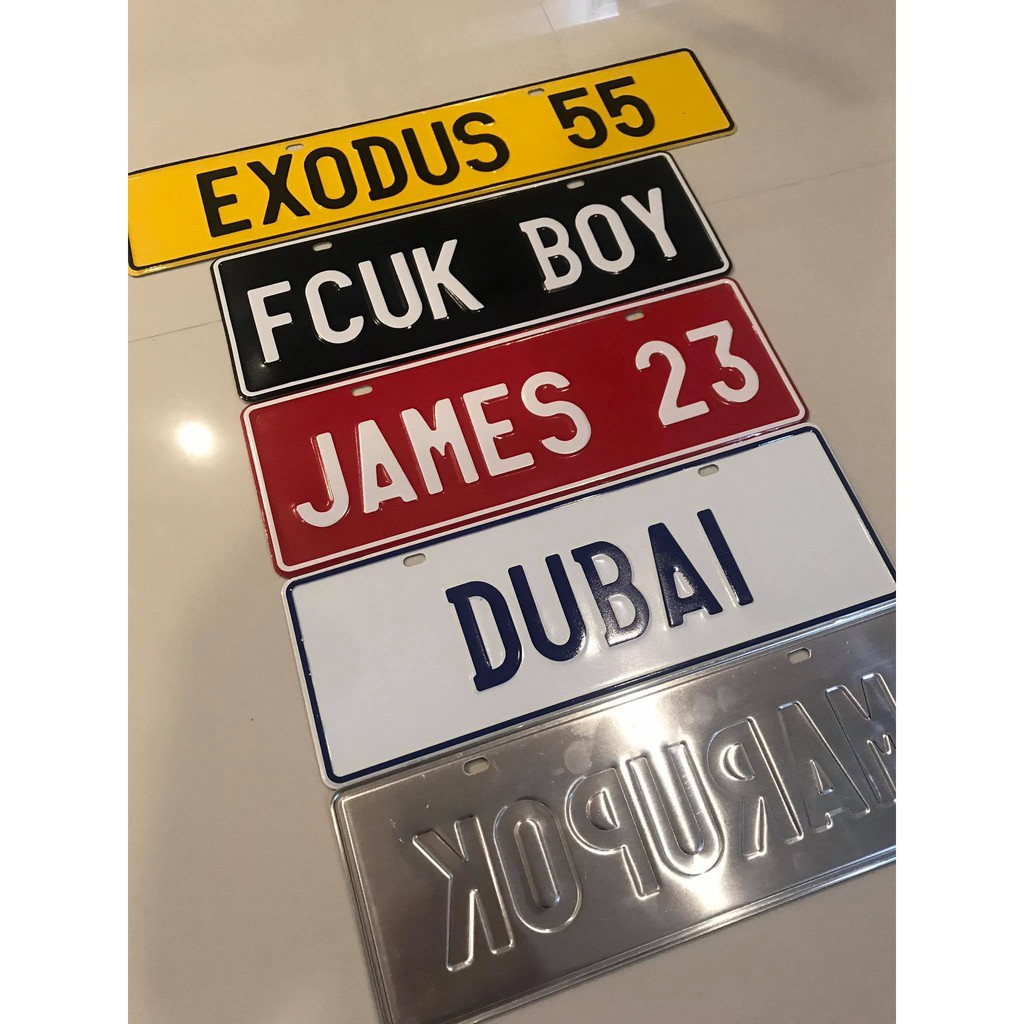 EXODUS 55
FCUK BOY
JAMES 23
DUBAI
MARUPOK